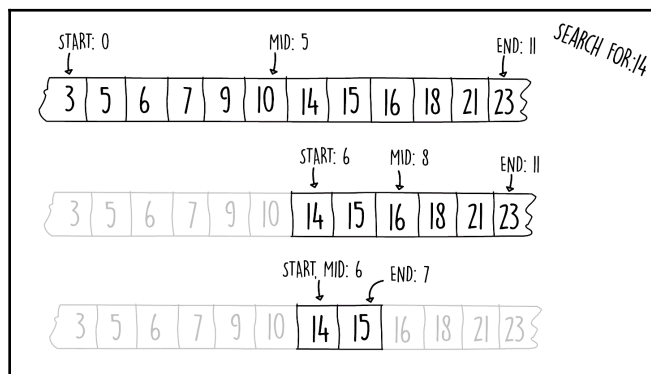 SEARCH FOR:14
START: 0 MID: 5 END: 11
3 5 6 7 9 10 14 15 16 18 21 23
START: 6 MID: 8 END: 11
3 5 6 7 9 10 14 15 16 18 21 23
START, MID: 6 END: 7
3 5 6 7 9 10 14 15 16 18 21 23